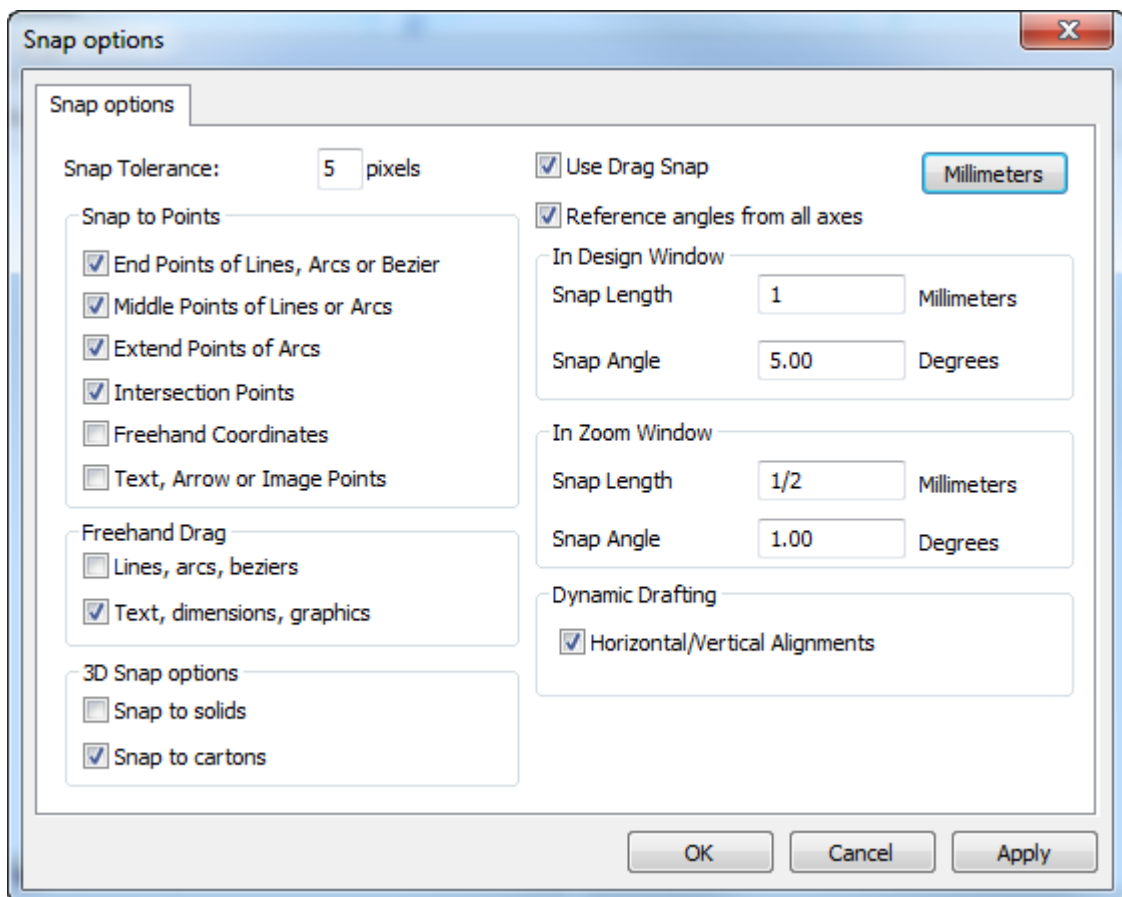 Snap options
Snap options
Snap Tolerance: 5 pixels
Snap to Points
End Points of Lines, Arcs or Bezier
Middle Points of Lines or Arcs
Extend Points of Arcs
Intersection Points
Freehand Coordinates
Text, Arrow or Image Points
Freehand Drag
Lines, arcs, beziers
Text, dimensions, graphics
3D Snap options
Snap to solids
Snap to cartons
Use Drag Snap
Millimeters
Reference angles from all axes
In Design Window
Snap Length 1 Millimeters
Snap Angle 5.00 Degrees
In Zoom Window
Snap Length 1/2 Millimeters
Snap Angle 1.00 Degrees
Dynamic Drafting
Horizontal/Vertical Alignments
OK Cancel Apply